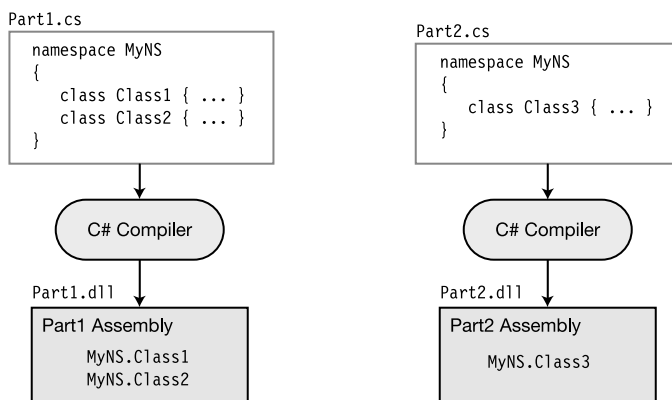 Part1.cs
namespace MyNS
{
class Class1 { ... }
class Class2 { ... }
}
C# Compiler
Part1.dll
Part1 Assembly
MyNS.Class1
MyNS.Class2
Part2.cs
namespace MyNS
{
class Class3 { ... }
}
C# Compiler
Part2.dll
Part2 Assembly
MyNS.Class3